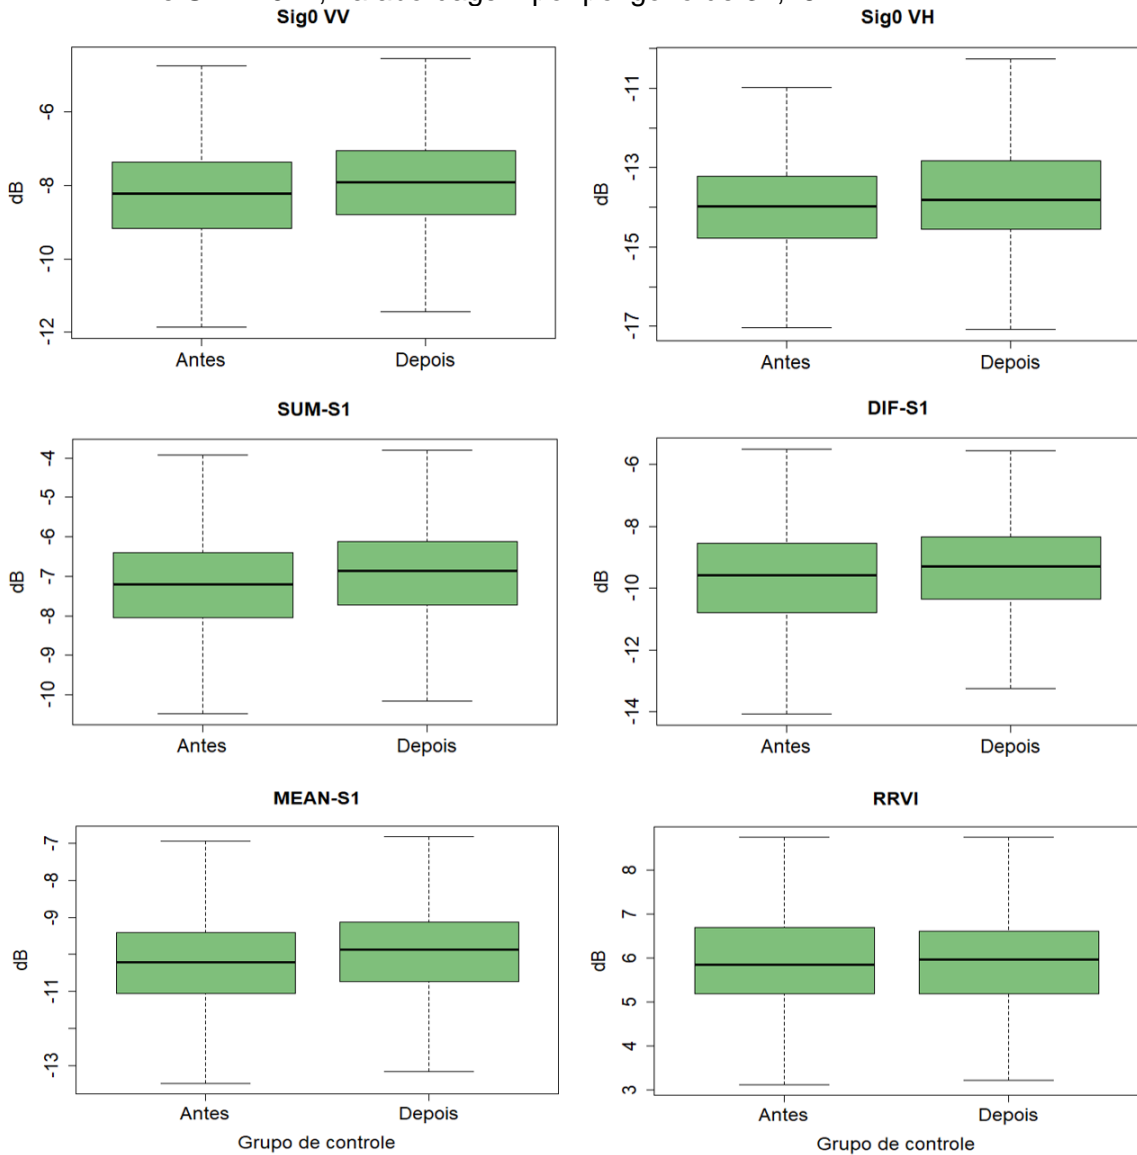 Sig0 VV
Sig0 VH
dB
-6
-8
-10
-12
Antes
Depois
dB
-11
-13
-15
-17
Antes
Depois
SUM-S1
DIF-S1
dB
-4
-5
-6
-7
-8
-9
-10
Antes
Depois
dB
-6
-8
-10
-12
-14
Antes
Depois
MEAN-S1
RRVI
dB
-7
-8
-9
-11
-13
Antes
Depois
Grupo de controle
dB
8
7
6
5
4
3
Antes
Depois
Grupo de controle